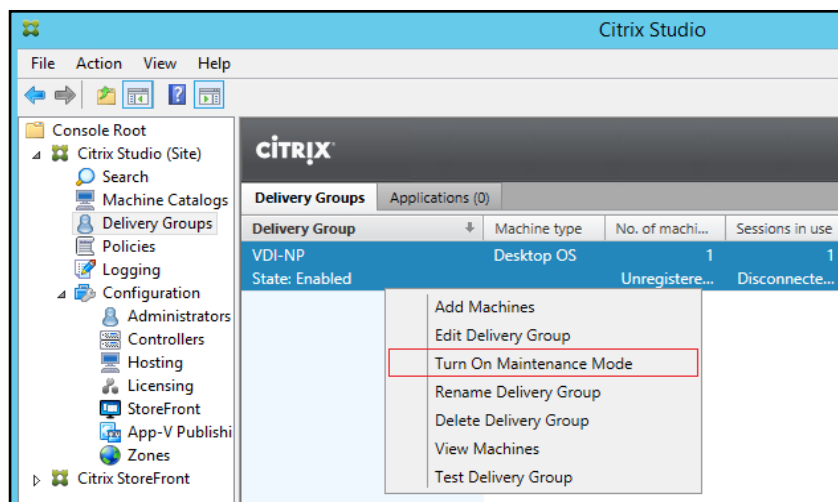 Citrix Studio
File Action View Help
Console Root
Citrix Studio (Site)
Search
Machine Catalogs
Delivery Groups
Policies
Logging
Configuration
Administrators
Controllers
Hosting
Licensing
StoreFront
App-V Publishi
Zones
Citrix StoreFront
CITRIX
Delivery Groups Applications (0)
Delivery Group Machine type No. of machi... Sessions in use
VDI-NP Desktop OS 1 1
State: Enabled Unregistere... Disconnecte...
Add Machines
Edit Delivery Group
Turn On Maintenance Mode
Rename Delivery Group
Delete Delivery Group
View Machines
Test Delivery Group